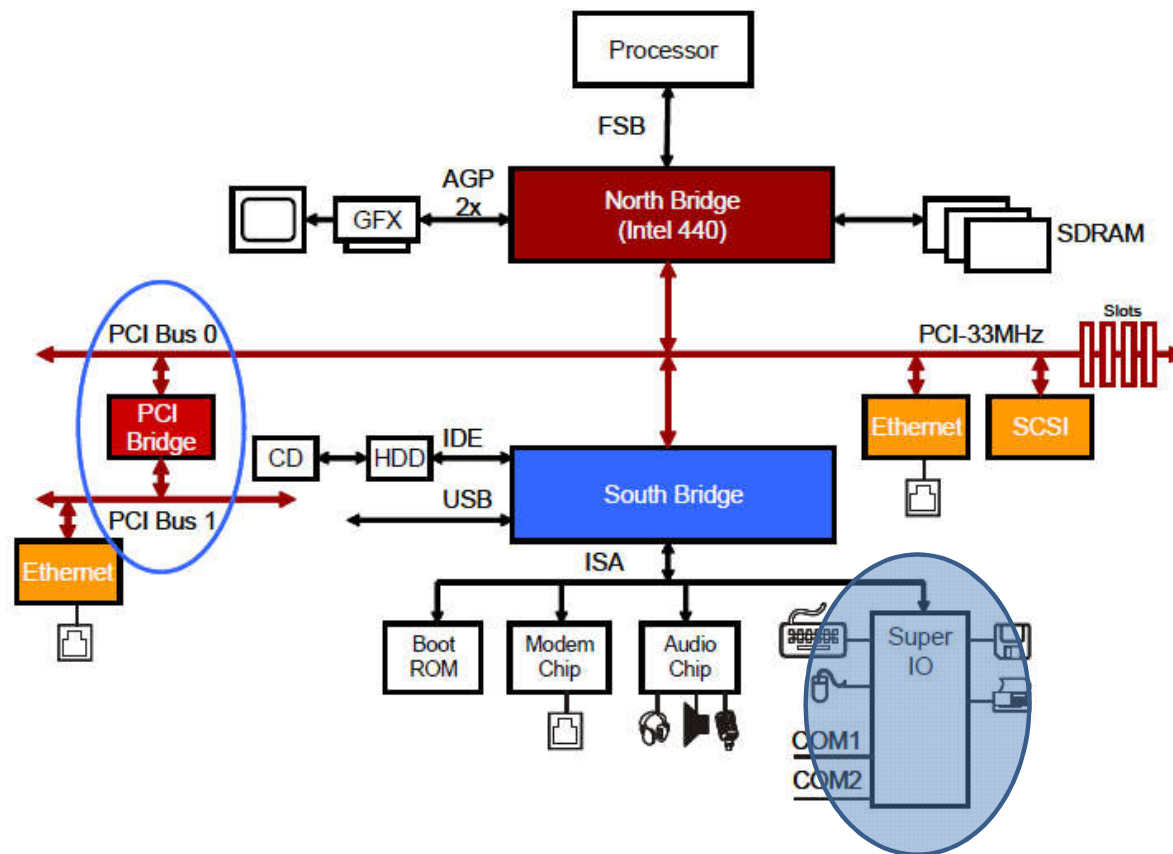 Processor
FSB
AGP
2x
North Bridge
(Intel 440)
GFX
SDRAM
Slots
PCI Bus 0
PCI-33MHz
PCI
Bridge
Ethernet
SCSI
CD
HDD
IDE
South Bridge
USB
PCI Bus 1
Ethernet
ISA
Boot
ROM
Modem
Chip
Audio
Chip
Super
IO
COM1
COM2